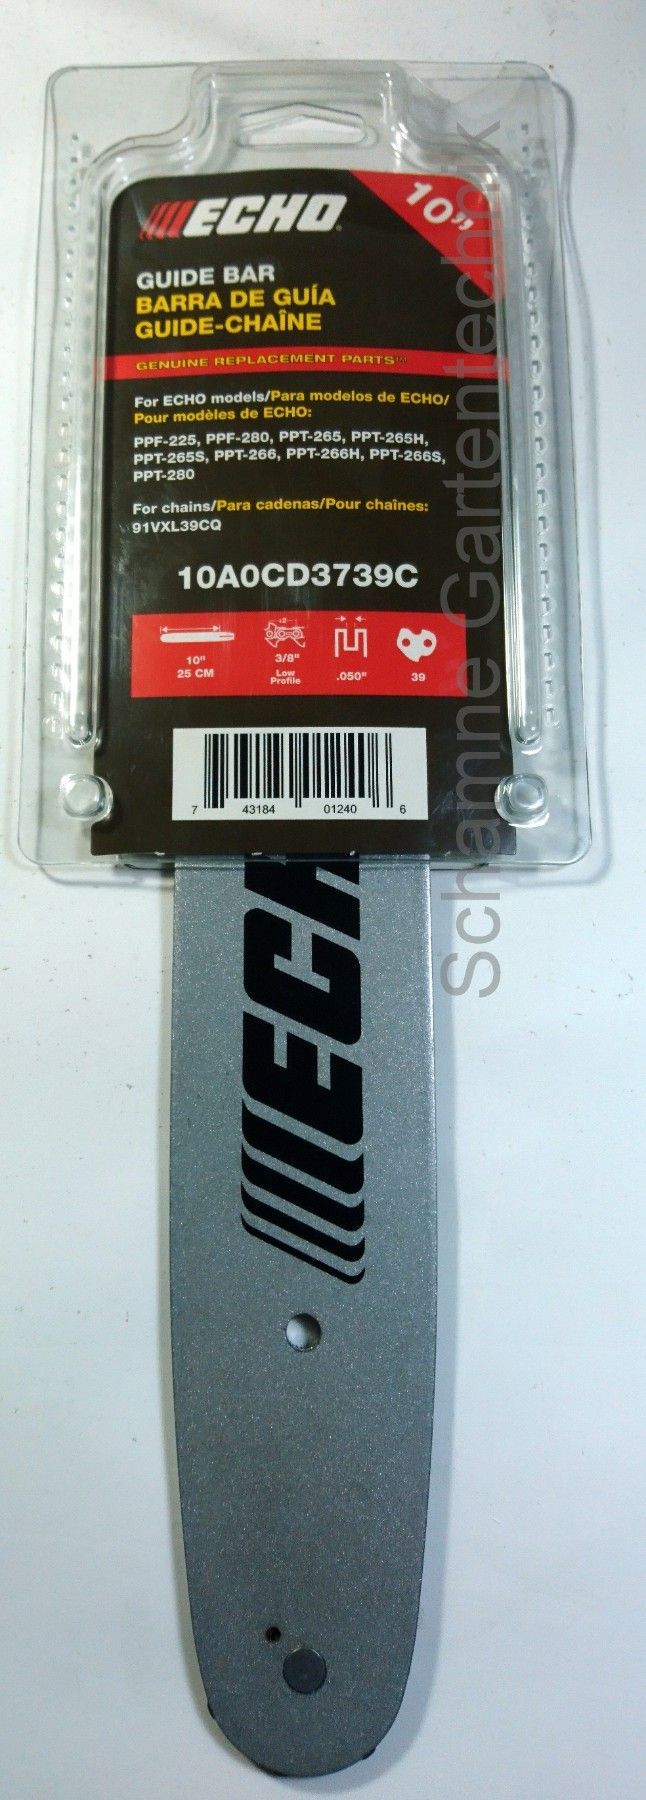 ECHO
10"
GUIDE BAR
BARRA DE GUÍA
GUIDE-CHAÎNE
GENUINE REPLACEMENT PARTS™
For ECHO models/Para modelos de ECHO/
Pour modèles de ECHO:
PPF-225, PPF-280, PPT-265, PPT-265H,
PPT-265S, PPT-266, PPT-266H, PPT-266S,
PPT-280
For chains/Para cadenas/Pour chaînes:
91VXL39CQ
10A0CD3739C
÷2
10" 3/8" .050" 39
25 CM Low
Profile
7 43184 01240 6
ECH
Schamne Gartentechnik